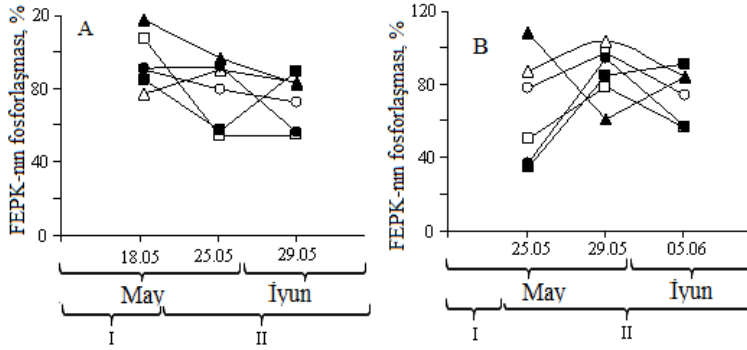 A
FEPK-nın fosforlaşması, %
20
80
40
0
18.05 25.05 29.05
May İyun
I II
B
FEPK-nın fosforlaşması, %
120
80
40
0
25.05 29.05 05.06
May İyun
I II